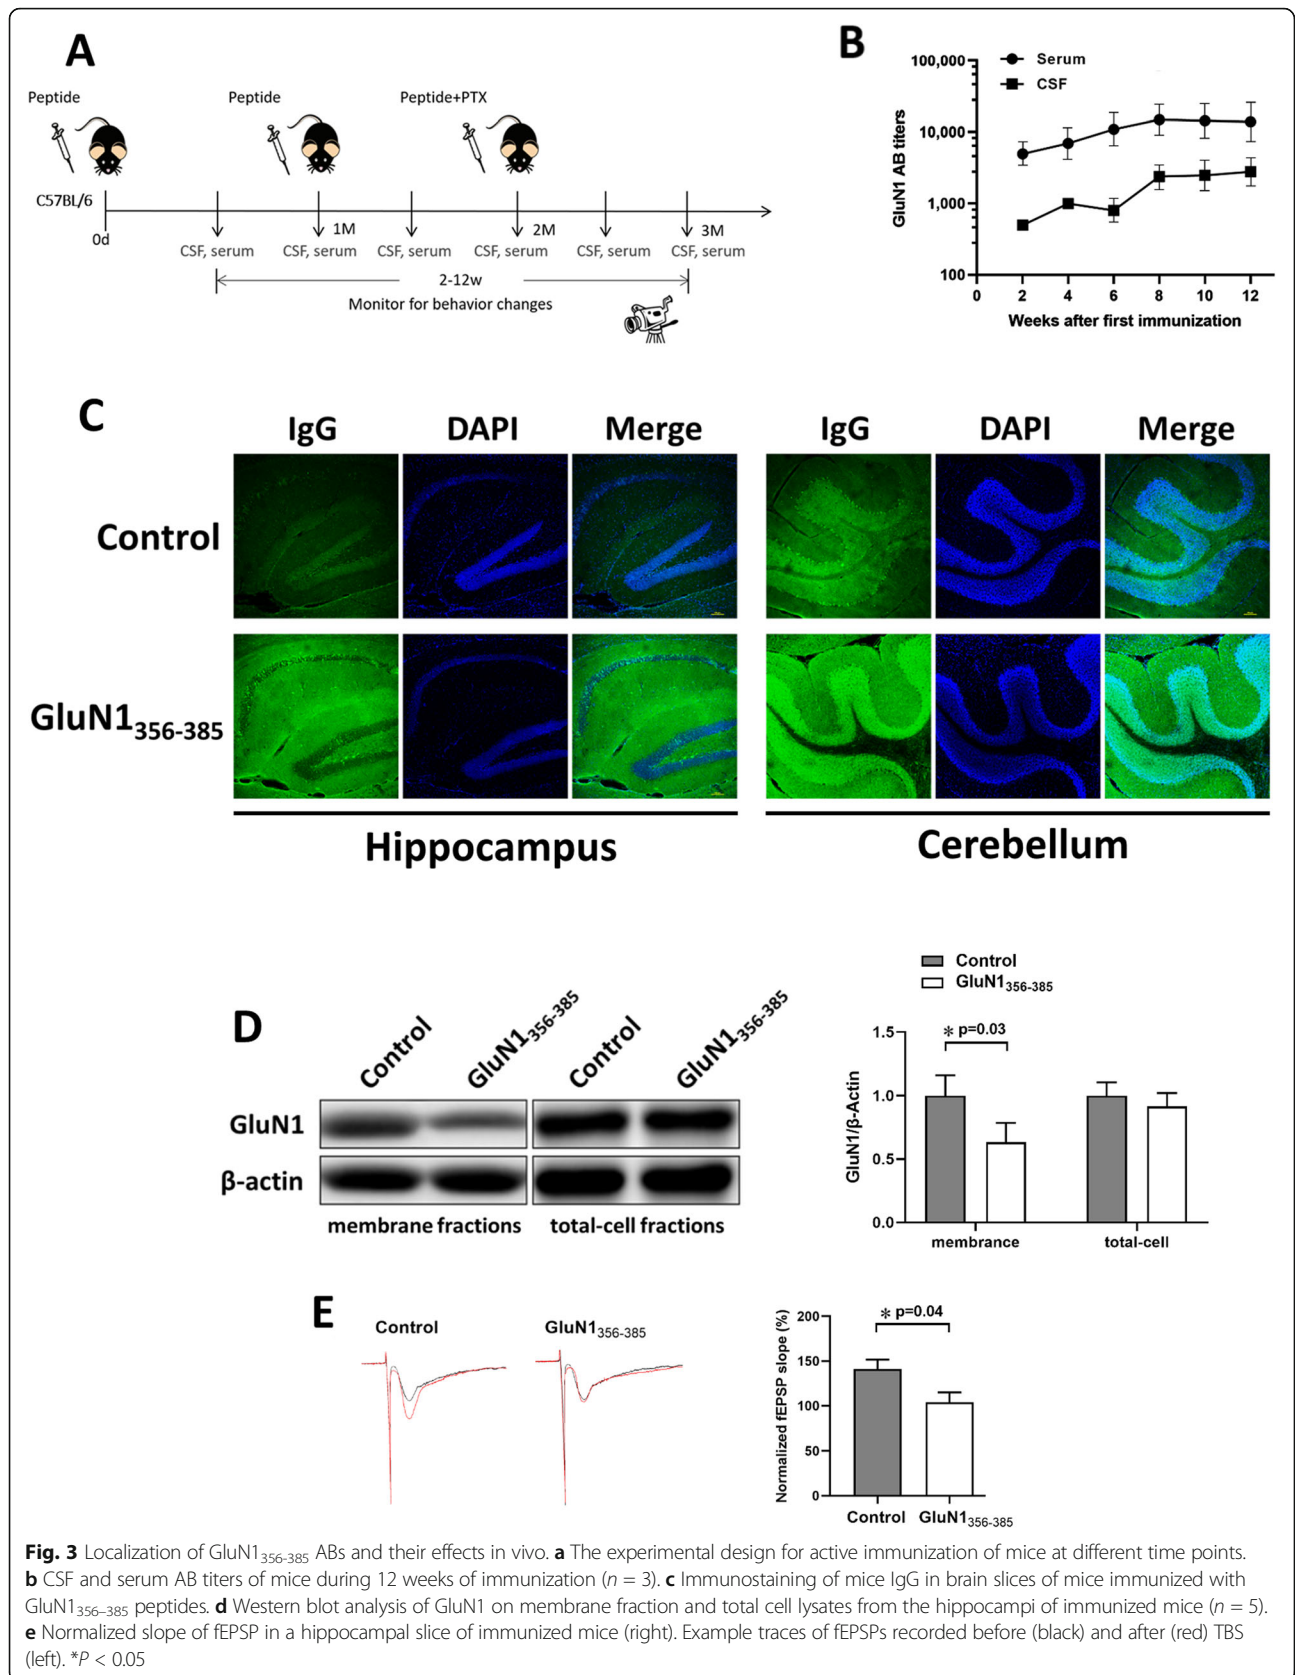 A
Peptide
Peptide
Peptide+PTX
C57BL/6
0d
1M
2M
3M
CSF, serum CSF, serum CSF, serum CSF, serum CSF, serum CSF, serum
2-12w
Monitor for behavior changes
B
Serum
CSF
100,000
10,000
1,000
100
GluN1 AB titers
0 2 4 6 8 10 12
Weeks after first immunization
C
IgG DAPI Merge IgG DAPI Merge
Control
GluN1356-385
Hippocampus
Cerebellum
D
Control
GluN1356-385
Control
GluN1356-385
GluN1
β-actin
membrane fractions total-cell fractions
Control
GluN1356-385
1.5
1.0
0.5
0.0
GluN1/β-Actin
* p=0.03
membrance total-cell
E
Control
GluN1356-385
200
150
100
50
0
Normalized fEPSP slope (%)
* p=0.04
Control GluN1356-385
Fig. 3 Localization of GluN1356-385 ABs and their effects in vivo. a The experimental design for active immunization of mice at different time points.
b CSF and serum AB titers of mice during 12 weeks of immunization (n = 3). c Immunostaining of mice IgG in brain slices of mice immunized with
GluN1356–385 peptides. d Western blot analysis of GluN1 on membrane fraction and total cell lysates from the hippocampi of immunized mice (n = 5).
e Normalized slope of fEPSP in a hippocampal slice of immunized mice (right). Example traces of fEPSPs recorded before (black) and after (red) TBS
(left). *P < 0.05